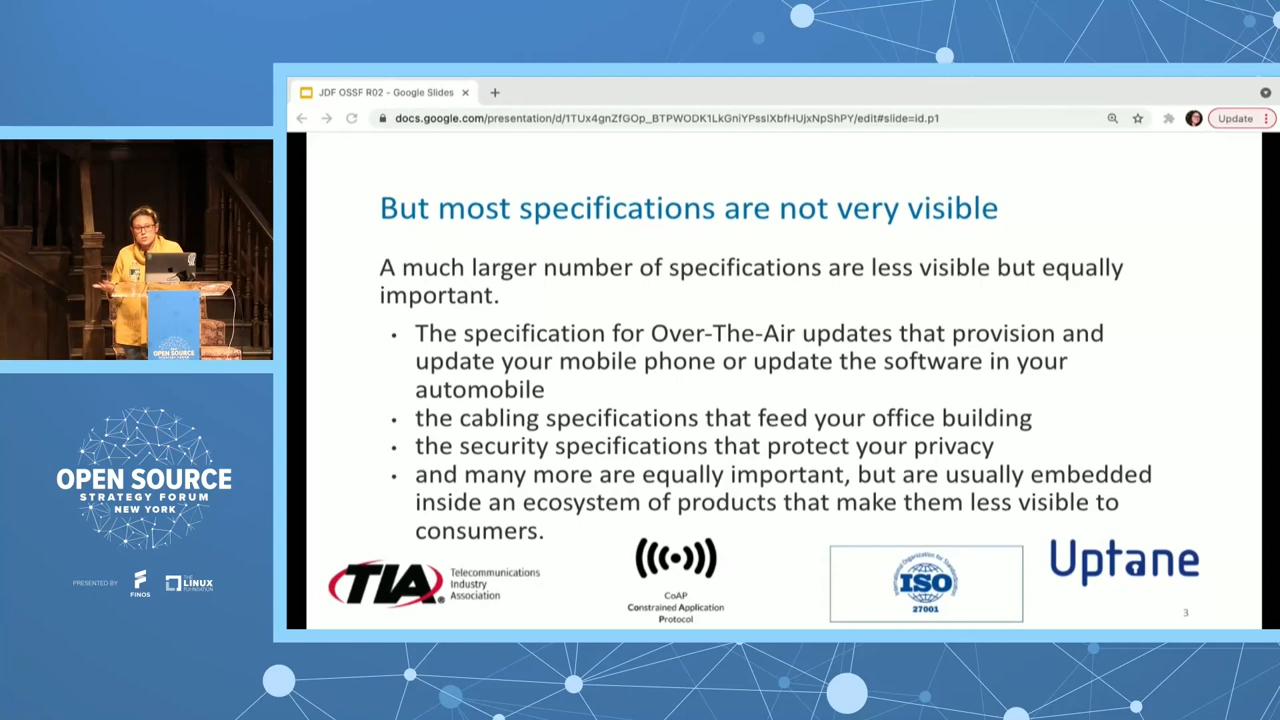 JDF OSSF R02 - Google Slides
docs.google.com/presentation/d/1TUx4gnZfGOp_BTPWODK1LkGniYPssIXbfHUjxNpShPY/edit#slide=id.p1
Update
But most specifications are not very visible
A much larger number of specifications are less visible but equally
important.
• The specification for Over-The-Air updates that provision and
update your mobile phone or update the software in your
automobile
• the cabling specifications that feed your office building
• the security specifications that protect your privacy
• and many more are equally important, but are usually embedded
inside an ecosystem of products that make them less visible to
consumers.
TIA
Telecommunications
Industry
Association
CoAP
Constrained Application
Protocol
International Organization for Standardization
ISO
27001
Uptane
3
OPEN SOURCE
OPEN SOURCE
STRATEGY FORUM
NEW YORK
PRESENTED BY
FINOS
THE
LINUX
FOUNDATION